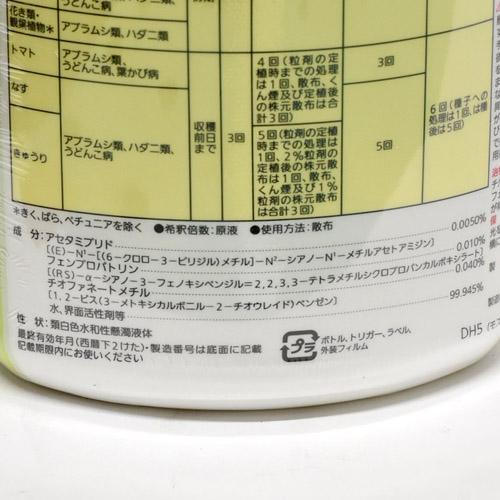 うどんこ病
花き類・
観葉植物*
アブラムシ類、ハダニ類
トマト
アブラムシ類、
うどんこ病、葉かび病
なす
きゅうり
アブラムシ類、ハダニ類、
うどんこ病
収穫
前日
まで
3回
4回(粒剤の定
植時までの処理
は1回、散布、く
ん煙及び定植後
の株元散布は合
計3回)
3回
5回(粒剤の定植
時までの処理は
1回、2%粒剤の
定植後の株元散
布は1回、散布、
くん煙及び1%
粒剤の株元散布
は合計3回)
5回
6回(種子への
処理は1回、は種
後は5回)
*きく、ばら、ペチュニアを除く ●希釈倍数:原液 ●使用方法:散布
成 分:アセタミプリド 0.0050%
[(E)-N¹-[(6-クロロ-3-ピリジル)メチル]-N²-シアノ-N¹-メチルアセトアミジン]
フェンプロパトリン 0.010%
[(RS)-α-シアノ-3-フェノキシベンジル=2,2,3,3-テトラメチルシクロプロパンカルボキシラート]
チオファネートメチル 0.040%
[1,2-ビス(3-メトキシカルボニル-2-チオウレイド)ベンゼン]
水、界面活性剤等 99.945%
性 状:類白色水和性懸濁液体
最終有効年月(西暦下2けた)・製造番号は底面に記載
記載期限内にお使いください
プラ
ボトル、トリガー、ラベル、
外装フィルム
DH5